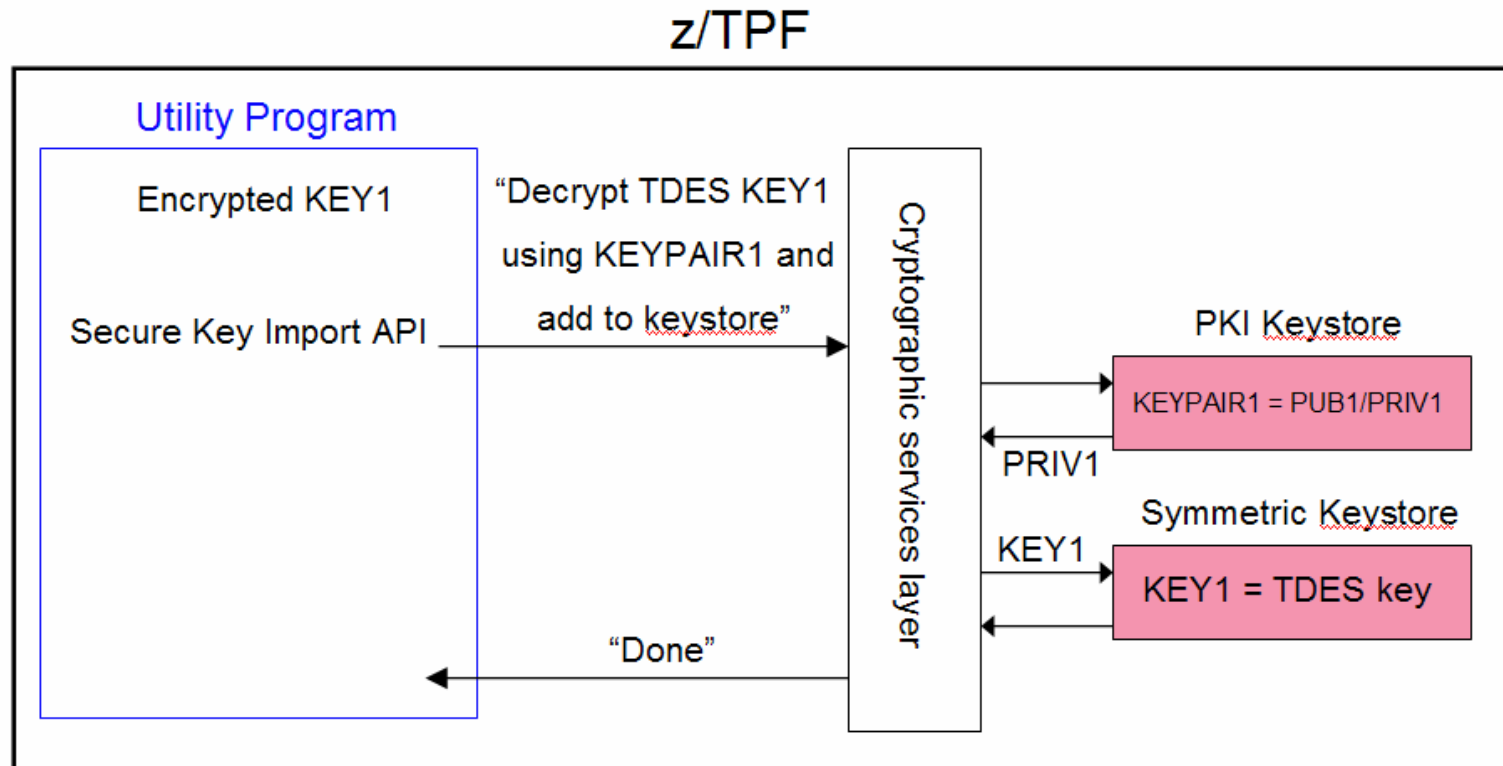 z/TPF
Utility Program
Encrypted KEY1
Secure Key Import API
“Decrypt TDES KEY1
using KEYPAIR1 and
add to keystore”
Cryptographic services layer
PKI Keystore
KEYPAIR1 = PUB1/PRIV1
PRIV1
Symmetric Keystore
KEY1
KEY1 = TDES key
“Done”